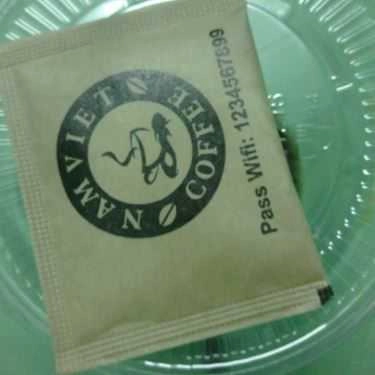 NAM VIET COFFEE
Pass Wifi: 1234567899